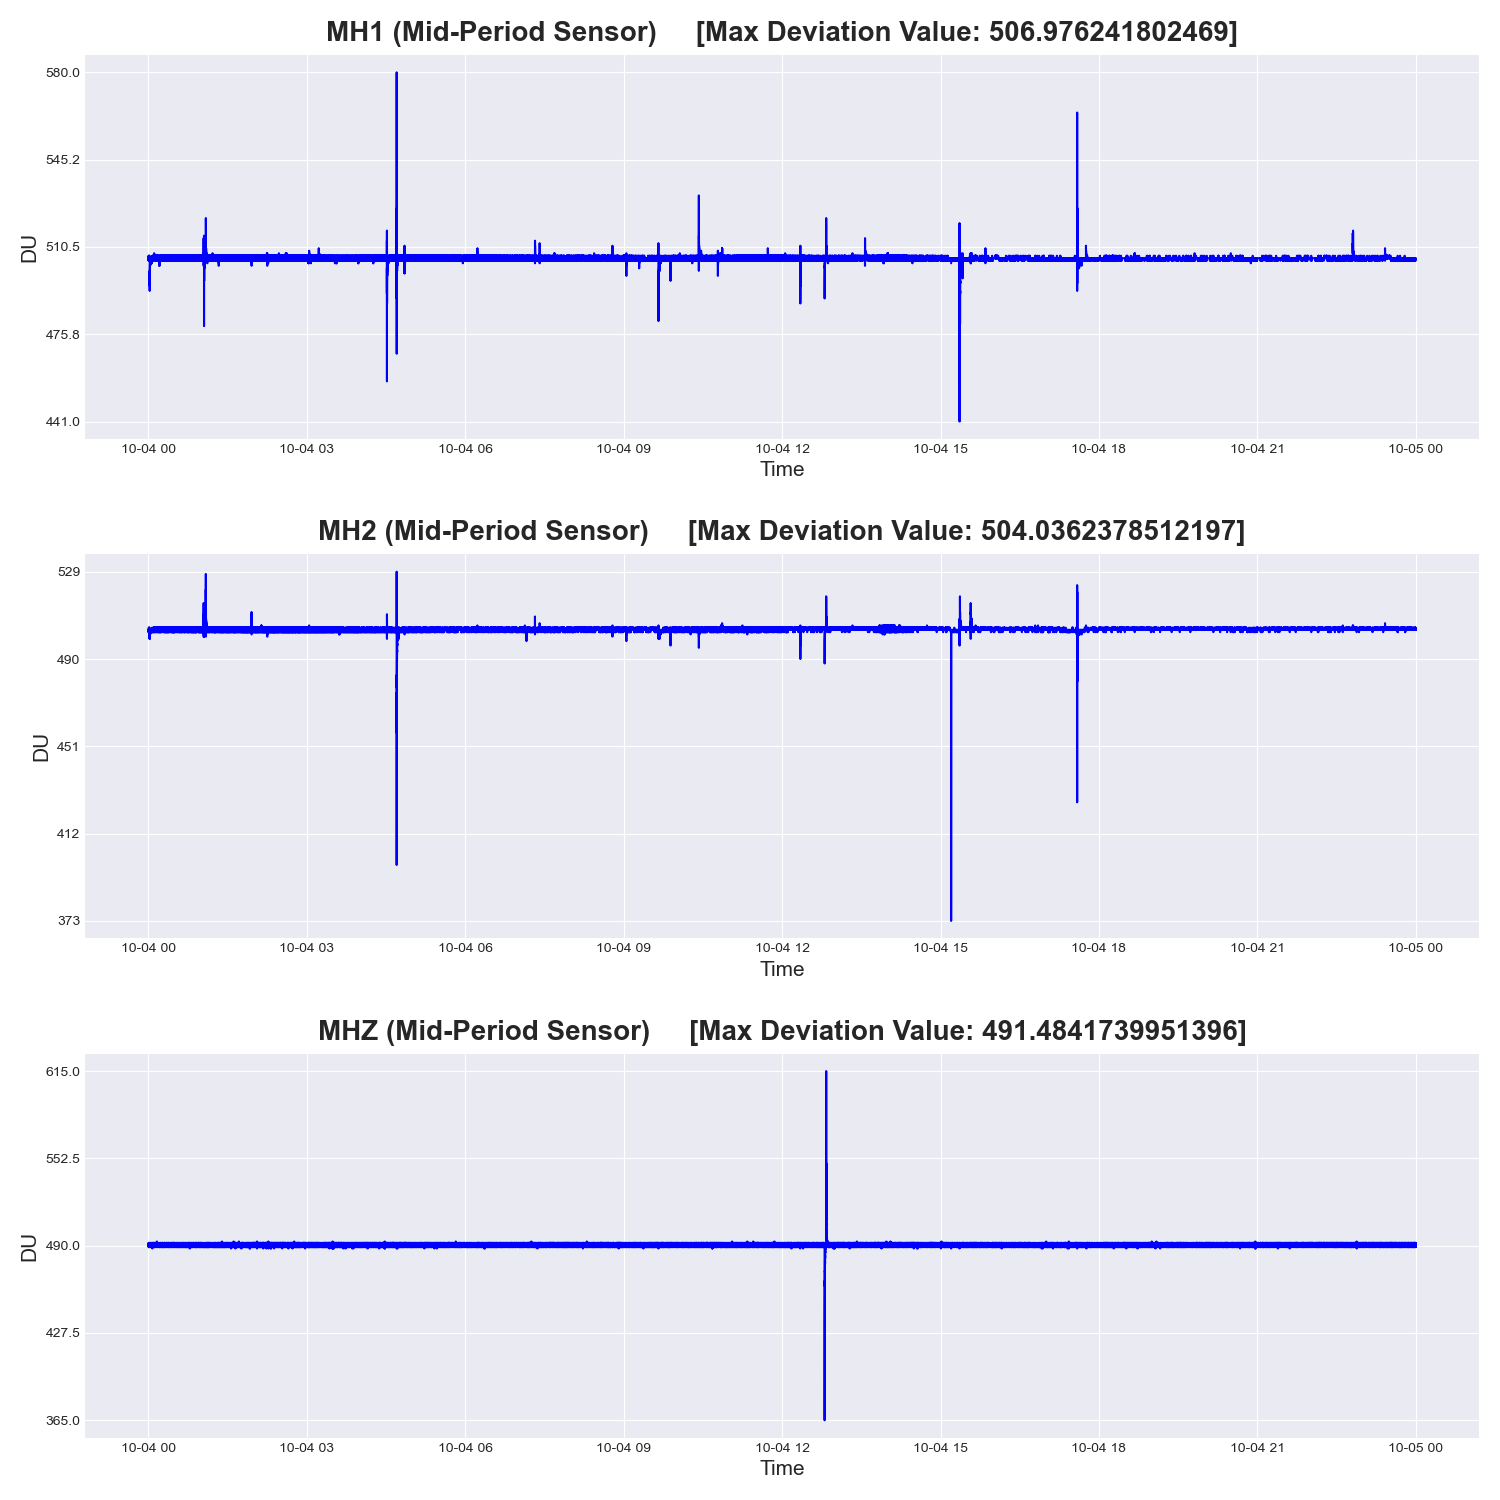 MH1 (Mid-Period Sensor) [Max Deviation Value: 506.976241802469]
580.0
545.2
510.5
475.8
441.0
DU
10-04 00 10-04 03 10-04 06 10-04 09 10-04 12 10-04 15 10-04 18 10-04 21 10-05 00
Time
MH2 (Mid-Period Sensor) [Max Deviation Value: 504.0362378512197]
529
490
451
412
373
DU
10-04 00 10-04 03 10-04 06 10-04 09 10-04 12 10-04 15 10-04 18 10-04 21 10-05 00
Time
MHZ (Mid-Period Sensor) [Max Deviation Value: 491.4841739951396]
615.0
552.5
490.0
427.5
365.0
DU
10-04 00 10-04 03 10-04 06 10-04 09 10-04 12 10-04 15 10-04 18 10-04 21 10-05 00
Time